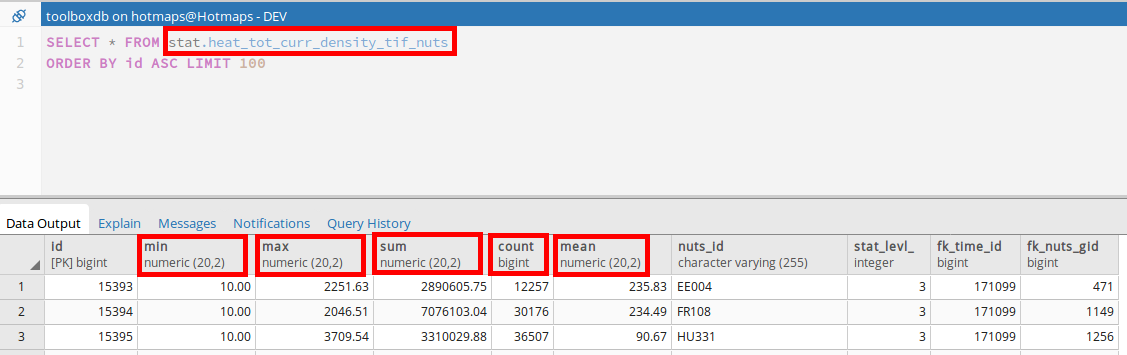 toolboxdb on hotmaps@Hotmaps - DEV
1 SELECT * FROM stat.heat_tot_curr_density_tif_nuts
2 ORDER BY id ASC LIMIT 100
3
Data Output Explain Messages Notifications Query History
id min max sum count mean nuts_id stat_levl_ fk_time_id fk_nuts_gid
[PK] bigint numeric (20,2) numeric (20,2) numeric (20,2) bigint numeric (20,2) character varying (255) integer bigint bigint
1 15393 10.00 2251.63 2890605.75 12257 235.83 EE004 3 171099 471
2 15394 10.00 2046.51 7076103.04 30176 234.49 FR108 3 171099 1149
3 15395 10.00 3709.54 3310029.88 36507 90.67 HU331 3 171099 1256